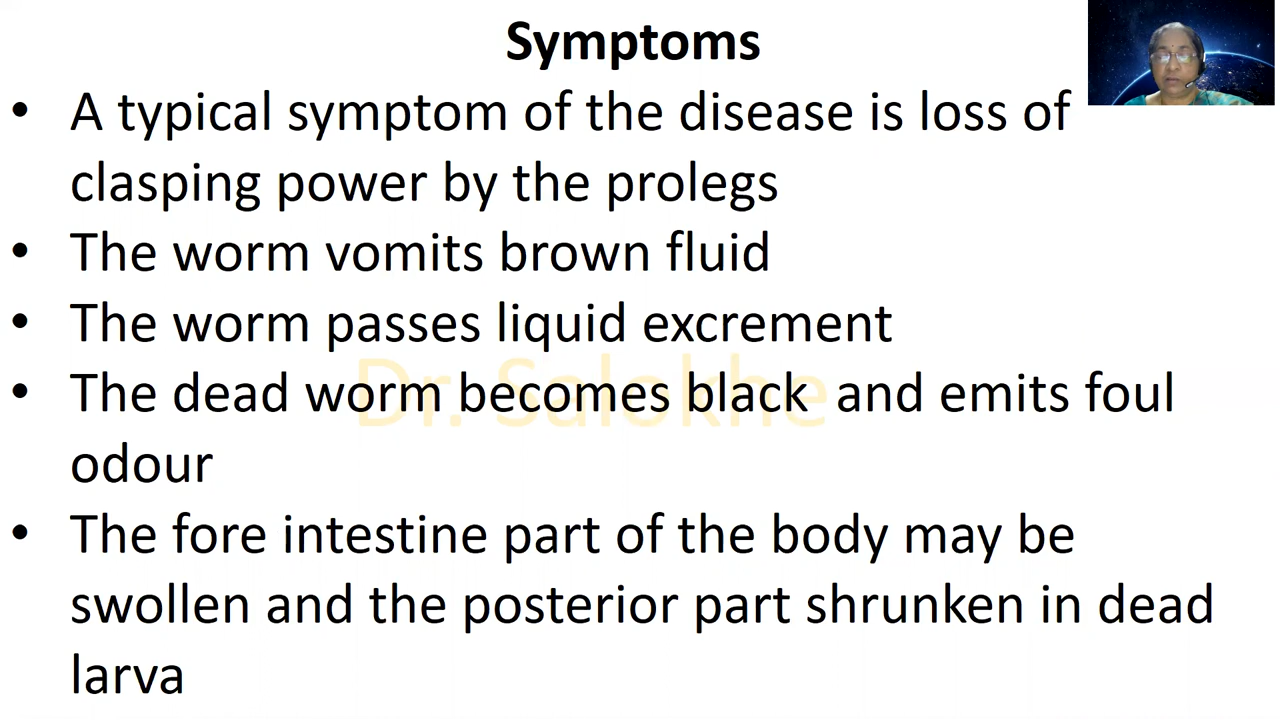 Symptoms
• A typical symptom of the disease is loss of
clasping power by the prolegs
• The worm vomits brown fluid
• The worm passes liquid excrement
Dr. Salokhe
• The dead worm becomes black and emits foul
odour
• The fore intestine part of the body may be
swollen and the posterior part shrunken in dead
larva